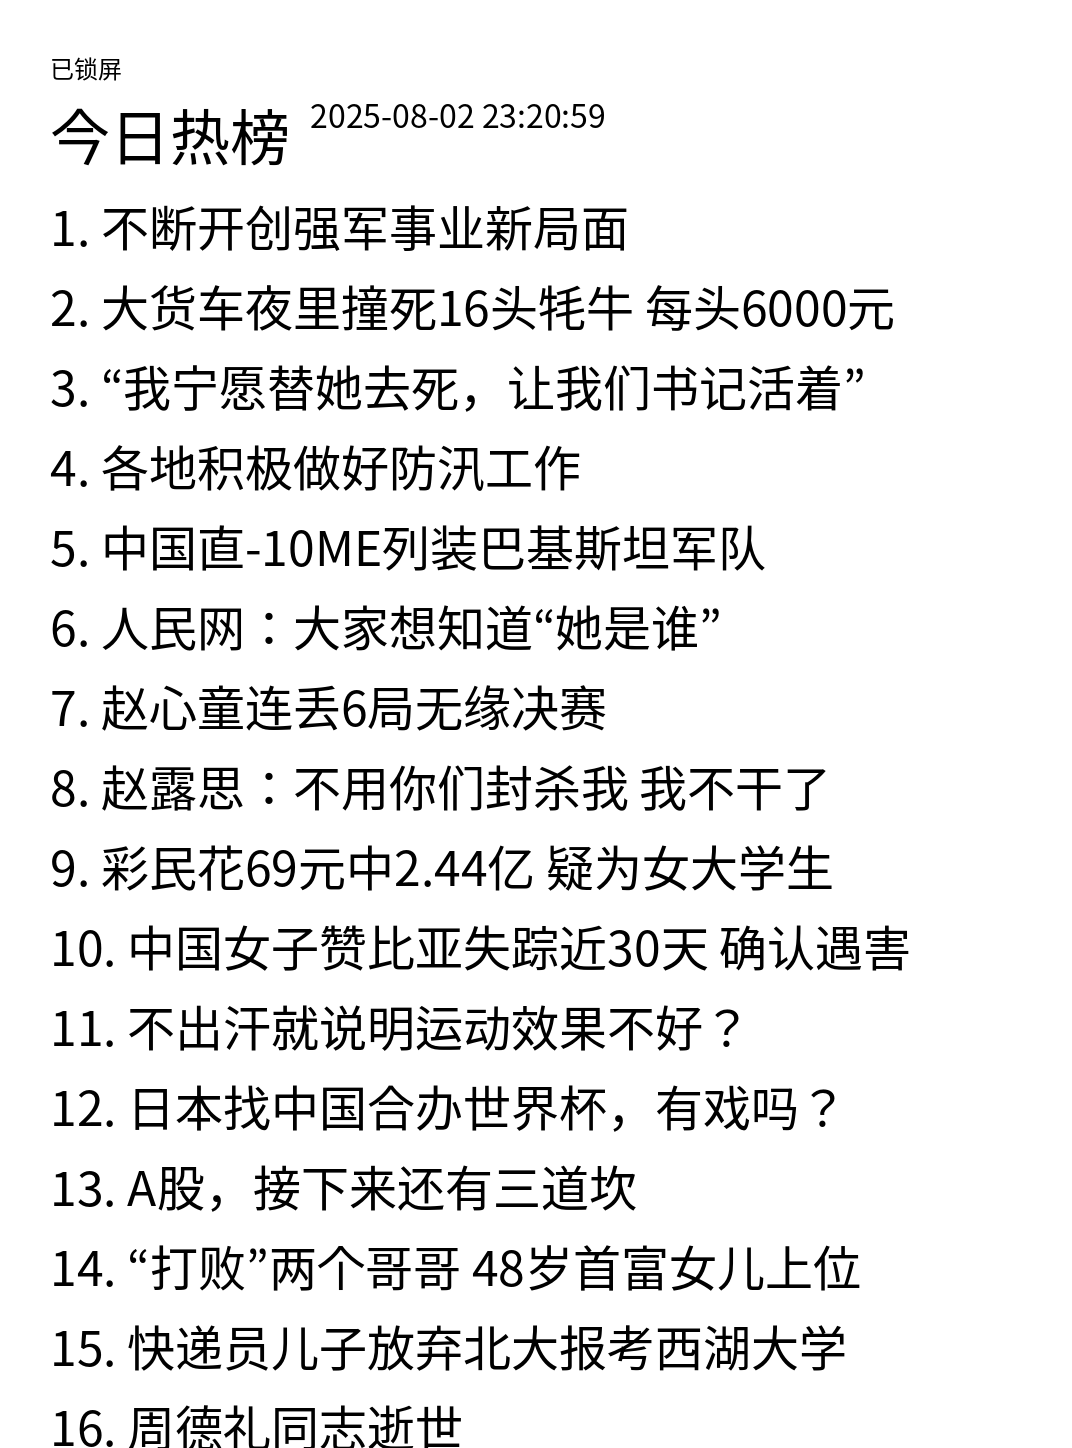 已锁屏
今日热榜 2025-08-02 23:20:59
1. 不断开创强军事业新局面
2. 大货车夜里撞死16头牦牛 每头6000元
3. “我宁愿替她去死，让我们书记活着”
4. 各地积极做好防汛工作
5. 中国直-10ME列装巴基斯坦军队
6. 人民网：大家想知道“她是谁”
7. 赵心童连丢6局无缘决赛
8. 赵露思：不用你们封杀我 我不干了
9. 彩民花69元中2.44亿 疑为女大学生
10. 中国女子赞比亚失踪近30天 确认遇害
11. 不出汗就说明运动效果不好？
12. 日本找中国合办世界杯，有戏吗？
13. A股，接下来还有三道坎
14. “打败”两个哥哥 48岁首富女儿上位
15. 快递员儿子放弃北大报考西湖大学
16. 周德礼同志逝世